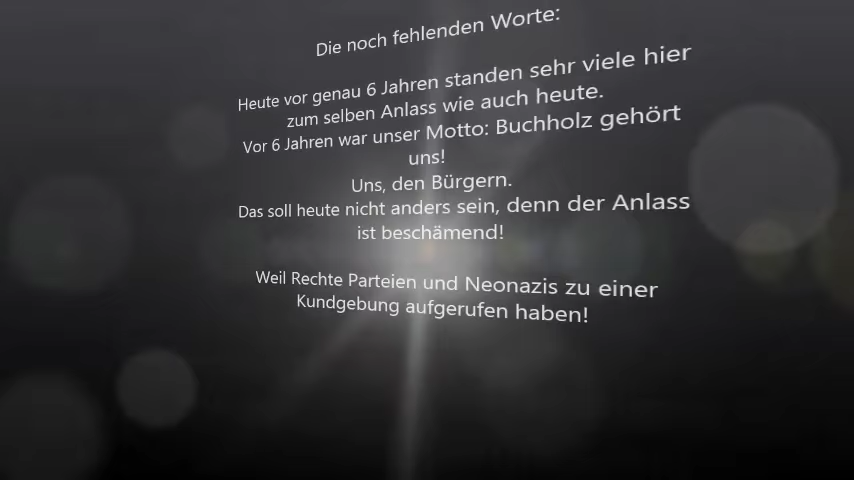 Die noch fehlenden Worte:
Heute vor genau 6 Jahren standen sehr viele hier
zum selben Anlass wie auch heute.
Vor 6 Jahren war unser Motto: Buchholz gehört
uns!
Uns, den Bürgern.
Das soll heute nicht anders sein, denn der Anlass
ist beschämend!
Weil Rechte Parteien und Neonazis zu einer
Kundgebung aufgerufen haben!